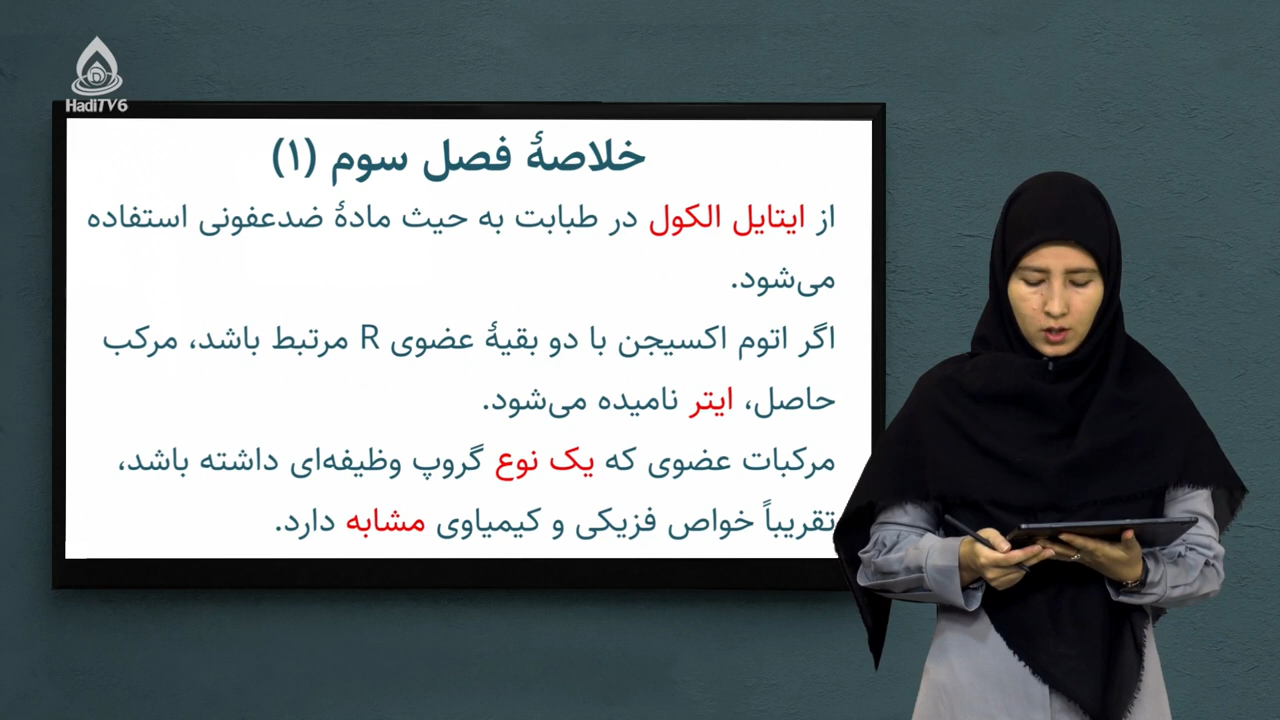 HadiTV6
خلاصهٔ فصل سوم (۱)
از ایتایل الکول در طبابت به حیث مادهٔ ضدعفونی استفاده
می‌شود.
اگر اتوم اکسیجن با دو بقیهٔ عضوی R مرتبط باشد، مرکب
حاصل، ایتر نامیده می‌شود.
مرکبات عضوی که یک نوع گروپ وظیفه‌ای داشته باشد،
تقریباً خواص فزیکی و کیمیاوی مشابه دارد.